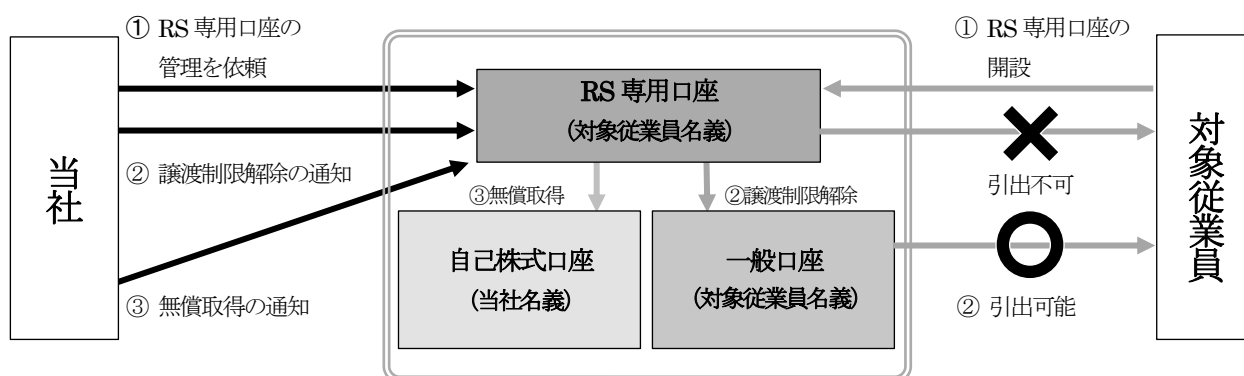 ① RS 専用口座の
管理を依頼
② 譲渡制限解除の通知
③ 無償取得の通知
当社
RS 専用口座
(対象従業員名義)
③無償取得
②譲渡制限解除
自己株式口座
(当社名義)
一般口座
(対象従業員名義)
① RS 専用口座の
開設
引出不可
② 引出可能
対象従業員